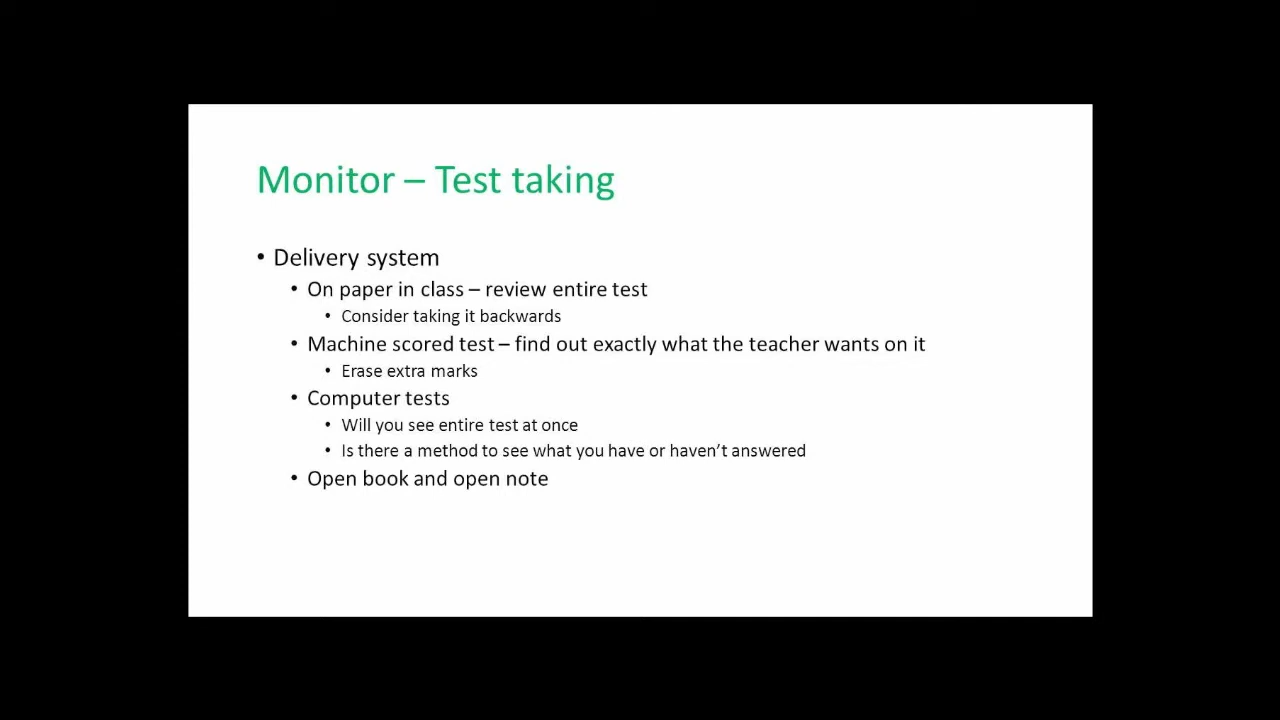 Monitor – Test taking
• Delivery system
• On paper in class – review entire test
• Consider taking it backwards
• Machine scored test – find out exactly what the teacher wants on it
• Erase extra marks
• Computer tests
• Will you see entire test at once
• Is there a method to see what you have or haven’t answered
• Open book and open note